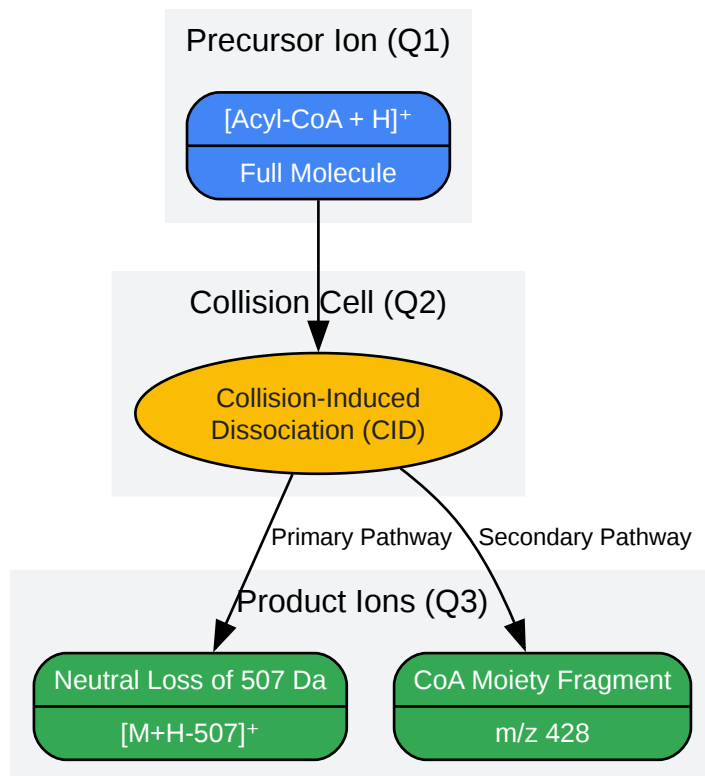 Precursor Ion (Q1)
[Acyl-CoA + H]⁺
Full Molecule
Collision Cell (Q2)
Collision-Induced
Dissociation (CID)
Primary Pathway
Secondary Pathway
Product Ions (Q3)
Neutral Loss of 507 Da
[M+H-507]⁺
CoA Moiety Fragment
m/z 428